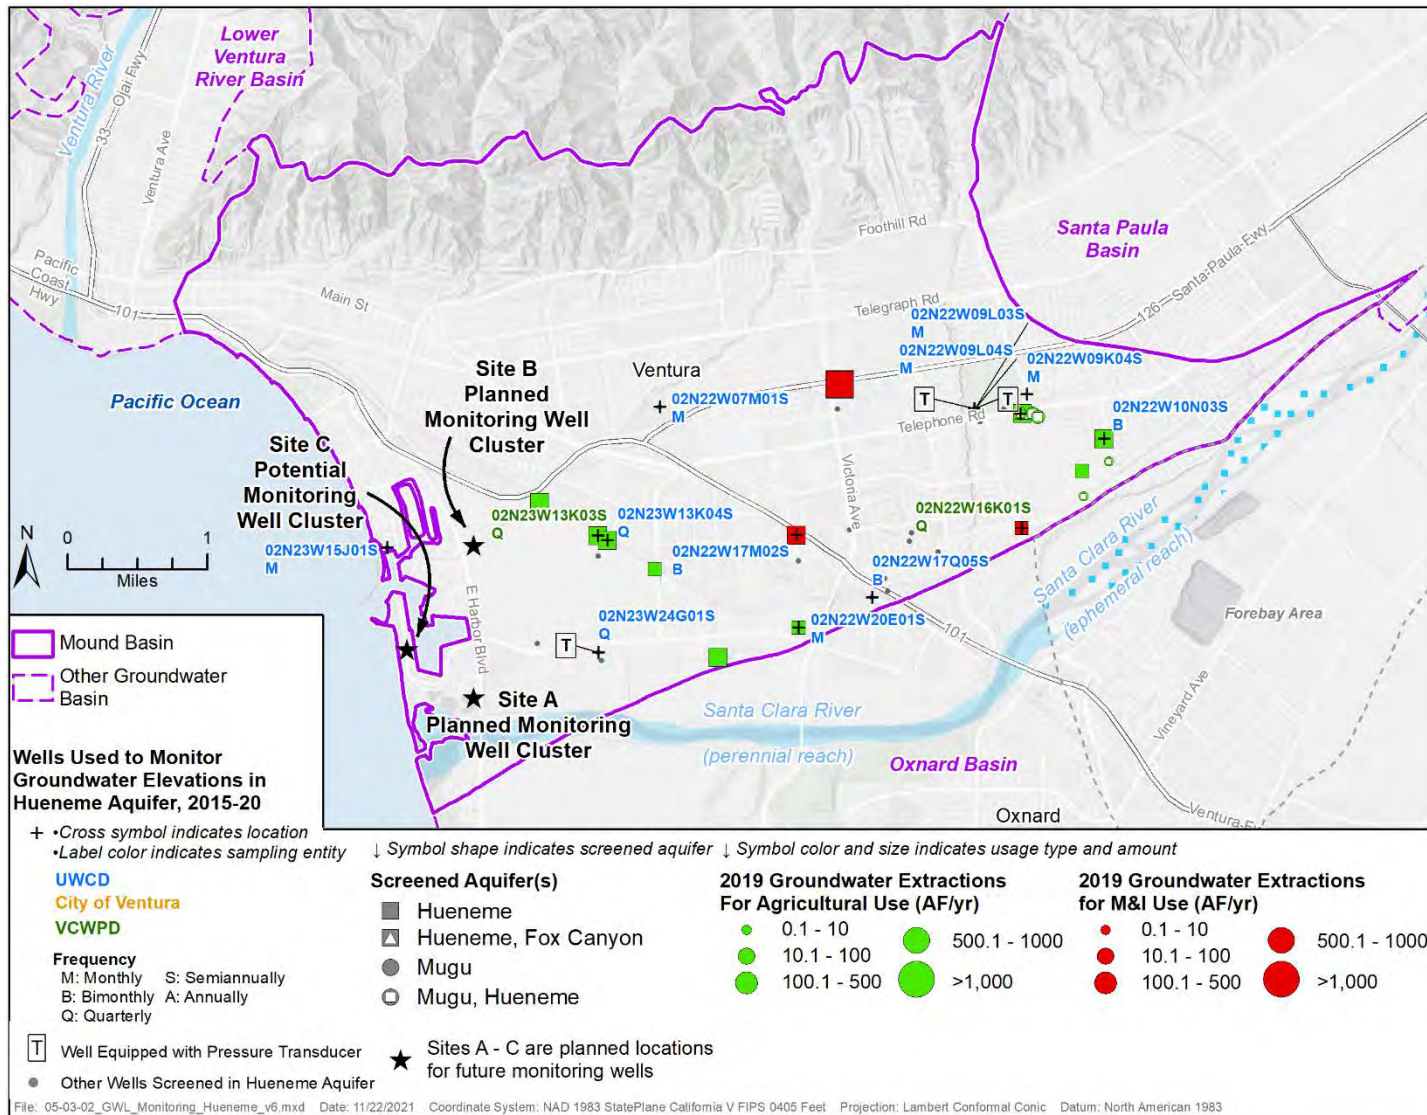 Lower
Ventura
River Basin
Ventura River
33
Ojai Fwy
Ventura Ave
Foothill Rd
Santa Paula
Basin
126
Santa-Paula-Fwy
Pacific
Coast
Hwy
101
Main St
Telegraph Rd
02N22W09L03S
M
02N22W09L04S
M
02N22W09K04S
M
Site B
Planned
Monitoring Well
Cluster
Ventura
Pacific Ocean
02N22W07M01S
M
T
T
Telephone Rd
02N22W10N03S
B
Site C
Potential
Monitoring
Well Cluster
Victoria Ave
02N23W13K03S
Q
02N23W13K04S
Q
02N22W16K01S
Q
N
0 1
Miles
02N23W15J01S
M
02N22W17M02S
B
02N22W17Q05S
B
Santa Clara River
(ephemeral reach)
Forebay Area
E Harbor Blvd
02N23W24G01S
Q
T
02N22W20E01S
M
101
Vineyard Ave
Site A
Planned Monitoring
Well Cluster
Santa Clara River
(perennial reach)
Oxnard Basin
Oxnard
Ventura-F
Mound Basin
Other Groundwater
Basin
Wells Used to Monitor
Groundwater Elevations in
Hueneme Aquifer, 2015-20
+ •Cross symbol indicates location
•Label color indicates sampling entity
UWCD
City of Ventura
VCWPD
Frequency
M: Monthly S: Semiannually
B: Bimonthly A: Annually
Q: Quarterly
T Well Equipped with Pressure Transducer
Other Wells Screened in Hueneme Aquifer
↓ Symbol shape indicates screened aquifer
Screened Aquifer(s)
Hueneme
Hueneme, Fox Canyon
Mugu
Mugu, Hueneme
Sites A - C are planned locations
for future monitoring wells
↓ Symbol color and size indicates usage type and amount
2019 Groundwater Extractions
For Agricultural Use (AF/yr)
0.1 - 10
10.1 - 100
100.1 - 500
500.1 - 1000
>1,000
2019 Groundwater Extractions
for M&I Use (AF/yr)
0.1 - 10
10.1 - 100
100.1 - 500
500.1 - 1000
>1,000
File: 05-03-02_GWL_Monitoring_Hueneme_v6.mxd Date: 11/22/2021 Coordinate System: NAD 1983 StatePlane California V FIPS 0405 Feet Projection: Lambert Conformal Conic Datum: North American 1983